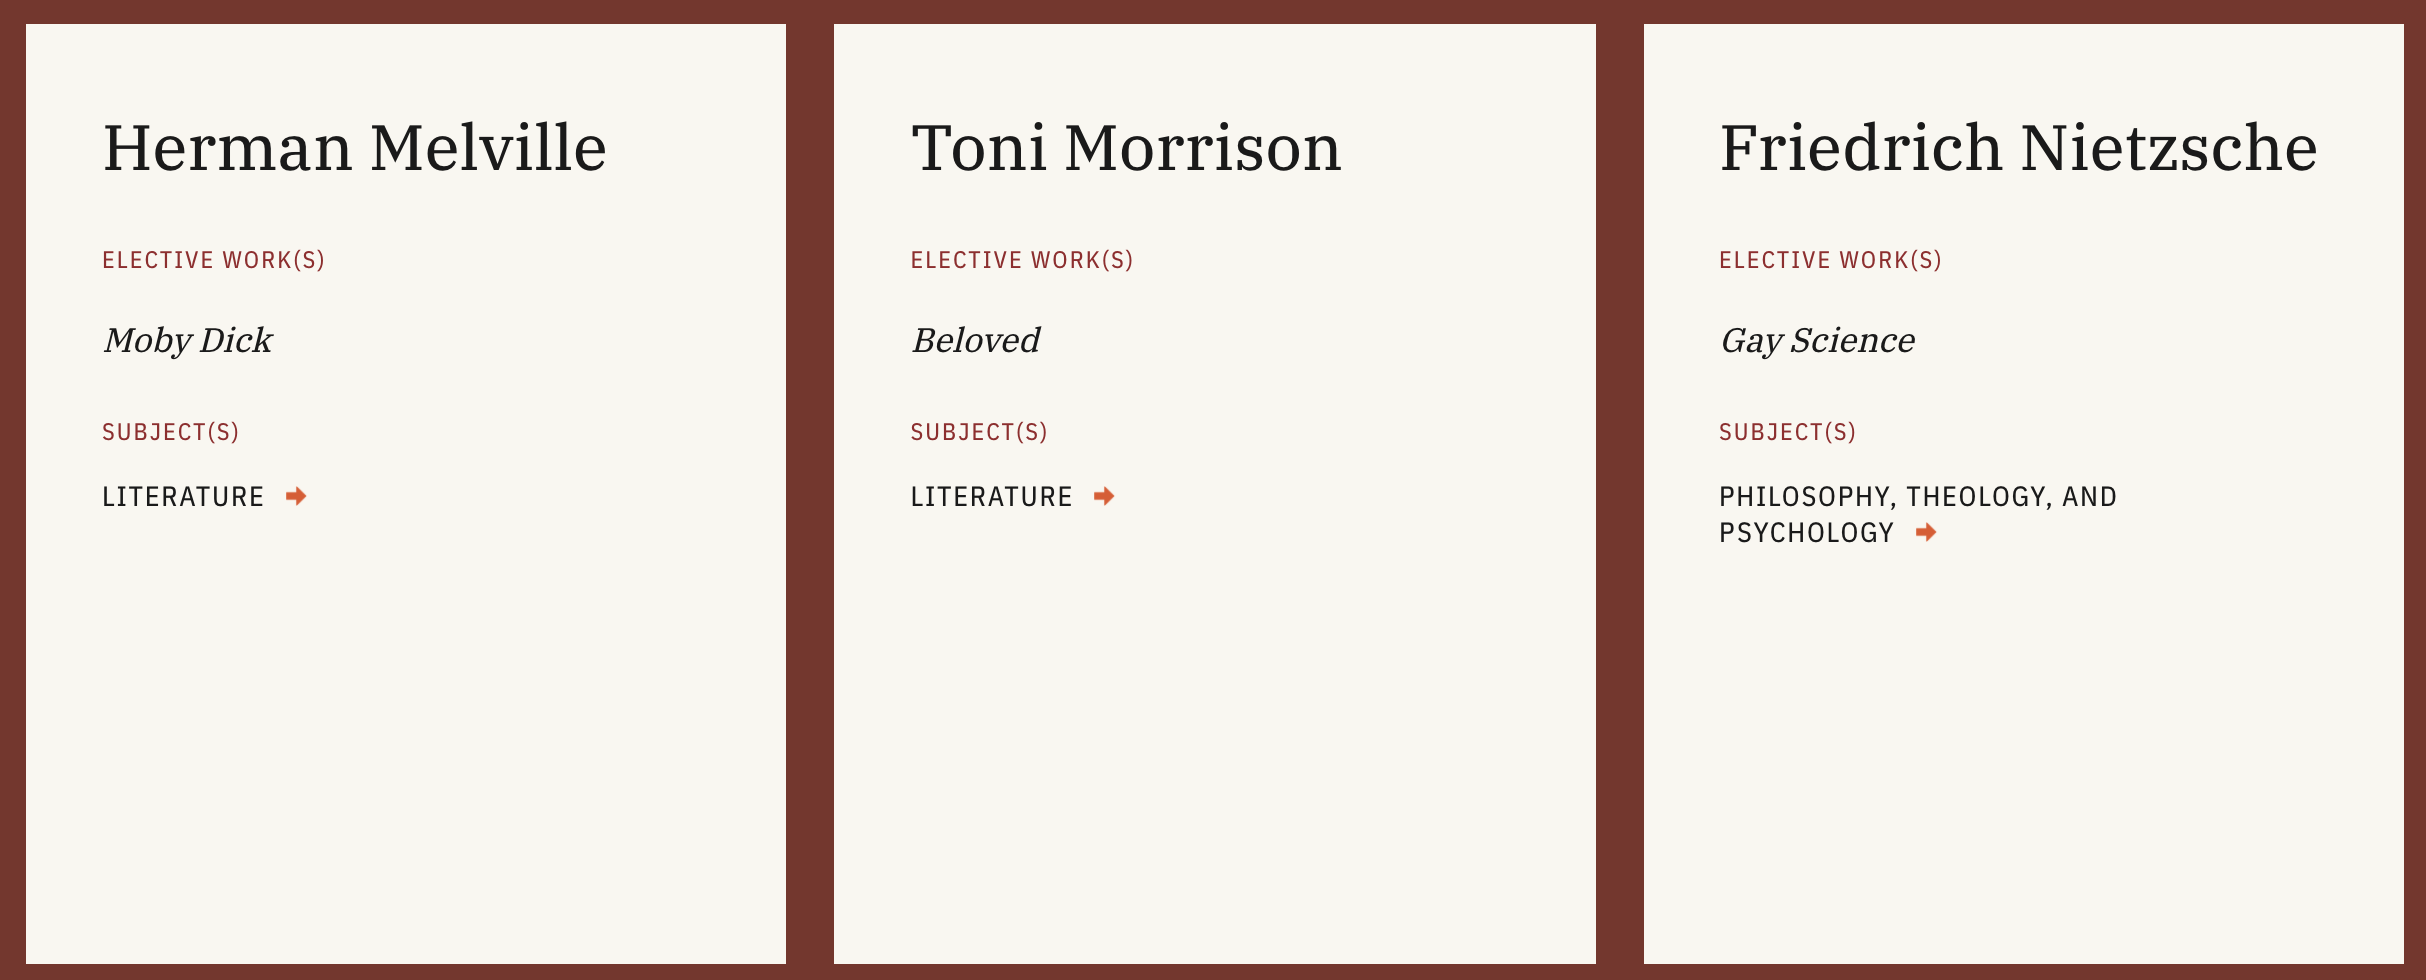 Herman Melville
ELECTIVE WORK(S)
Moby Dick
SUBJECT(S)
LITERATURE
Toni Morrison
ELECTIVE WORK(S)
Beloved
SUBJECT(S)
LITERATURE
Friedrich Nietzsche
ELECTIVE WORK(S)
Gay Science
SUBJECT(S)
PHILOSOPHY, THEOLOGY, AND
PSYCHOLOGY